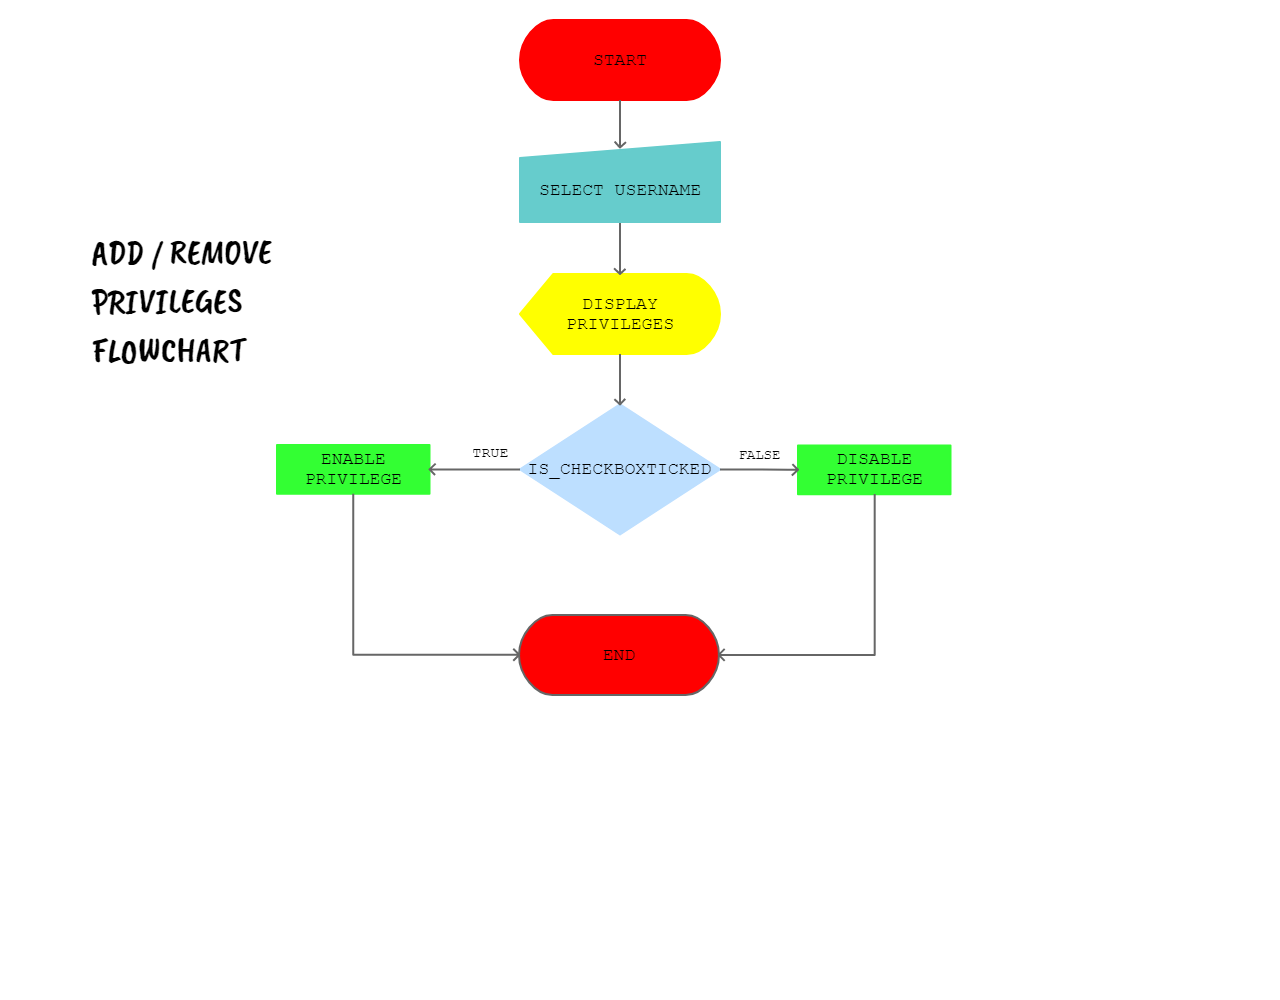 START
SELECT USERNAME
ADD / REMOVE
PRIVILEGES
FLOWCHART
DISPLAY
PRIVILEGES
TRUE
FALSE
ENABLE
PRIVILEGE
IS_CHECKBOXTICKED
DISABLE
PRIVILEGE
END